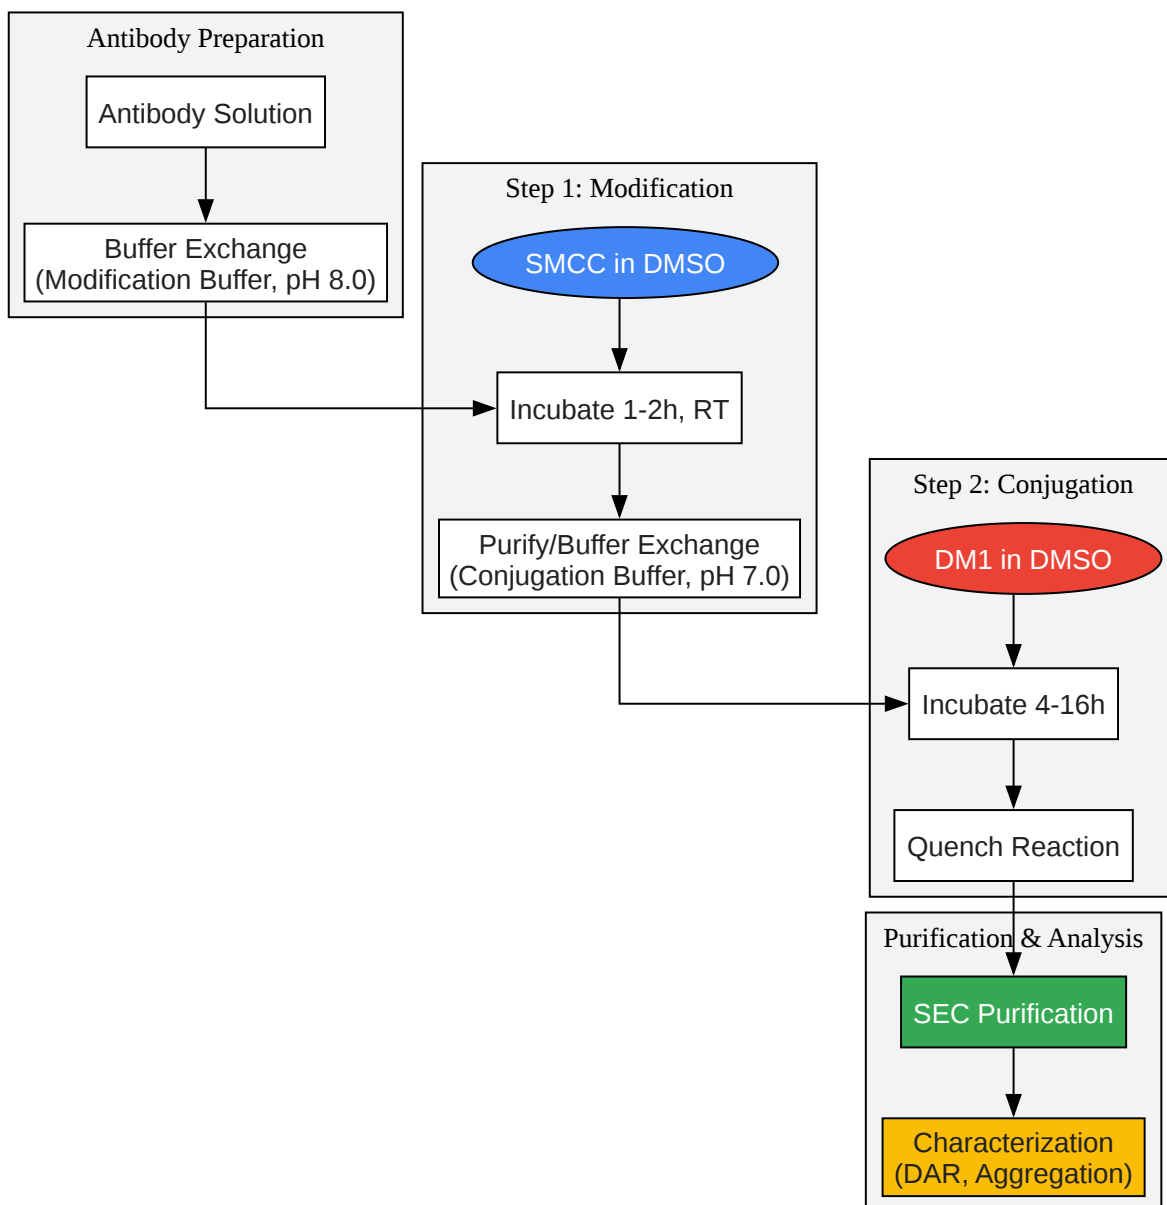 Antibody Preparation
Antibody Solution
Buffer Exchange
(Modification Buffer, pH 8.0)
Step 1: Modification
SMCC in DMSO
Incubate 1-2h, RT
Purify/Buffer Exchange
(Conjugation Buffer, pH 7.0)
Step 2: Conjugation
DM1 in DMSO
Incubate 4-16h
Quench Reaction
Purification & Analysis
SEC Purification
Characterization
(DAR, Aggregation)